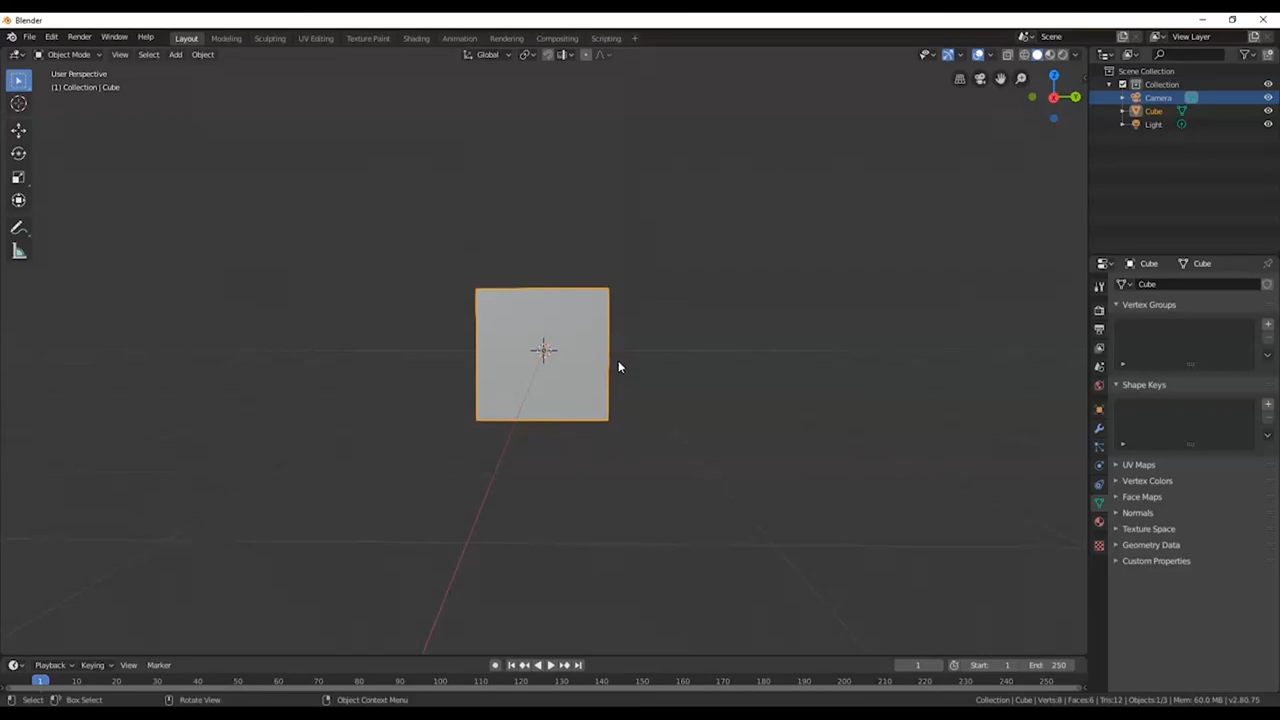 Blender
File Edit Render Window Help Layout Modeling Sculpting UV Editing Texture Paint Shading Animation Rendering Compositing Scripting + Scene View Layer
Object Mode View Select Add Object Global
User Perspective
(1) Collection | Cube
Z
X
Y
Scene Collection
Collection
Camera
Cube
Light
Cube Cube
Cube
Vertex Groups
Shape Keys
UV Maps
Vertex Colors
Face Maps
Normals
Texture Space
Geometry Data
Custom Properties
Playback Keying View Marker 1 Start: 1 End: 250
1 10 20 30 40 50 60 70 80 90 100 110 120 130 140 150 160 170 180 190 200 210 220 230 240 250
Select Box Select Rotate View Object Context Menu Collection | Cube | Verts:8 | Faces:6 | Tris:12 | Objects:1/3 | Mem: 60.0 MB | v2.80.75